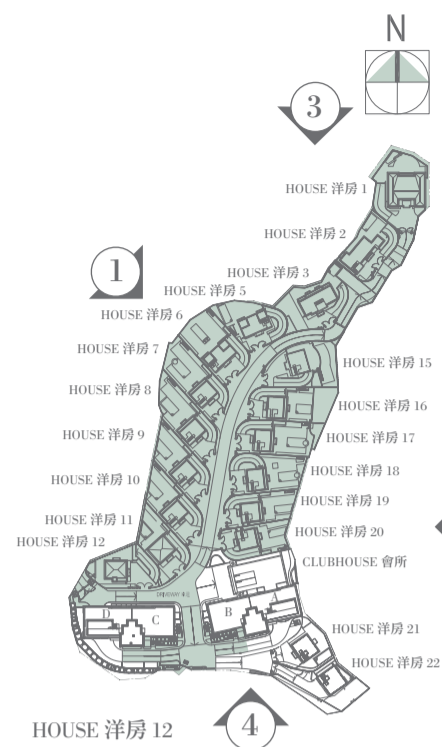 N
3
HOUSE 洋房 1
HOUSE 洋房 2
HOUSE 洋房 3
1
HOUSE 洋房 5
HOUSE 洋房 6
HOUSE 洋房 7
HOUSE 洋房 15
HOUSE 洋房 8
HOUSE 洋房 16
HOUSE 洋房 9
HOUSE 洋房 17
HOUSE 洋房 10
HOUSE 洋房 18
HOUSE 洋房 11
HOUSE 洋房 19
HOUSE 洋房 12
HOUSE 洋房 20
CLUBHOUSE 會所
DRIVEWAY 車道
D
C
B
A
HOUSE 洋房 21
HOUSE 洋房 22
HOUSE 洋房 12
4